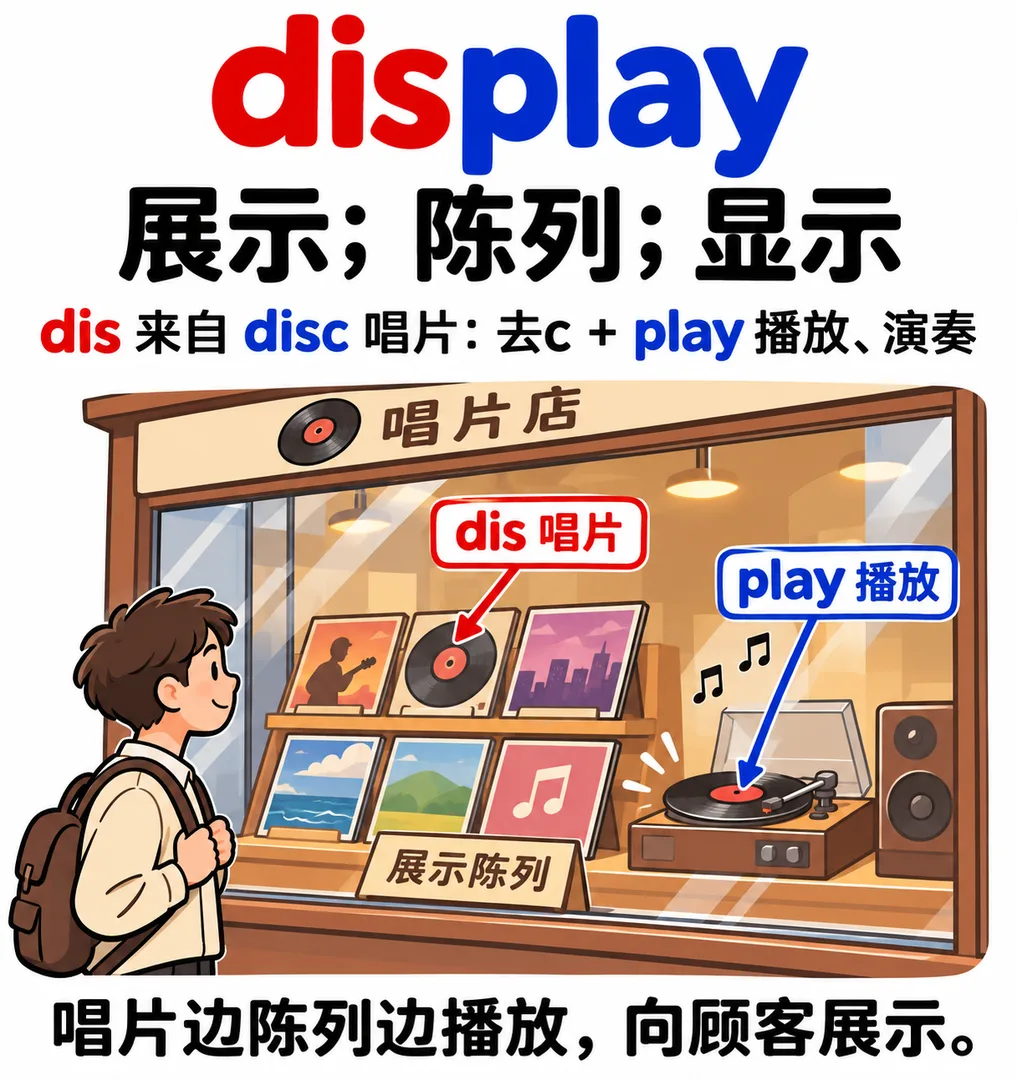 display
展示；陈列；显示
dis 来自 disc 唱片：去c + play 播放、演奏
唱片店
dis 唱片
play 播放
展示陈列
唱片边陈列边播放，向顾客展示。